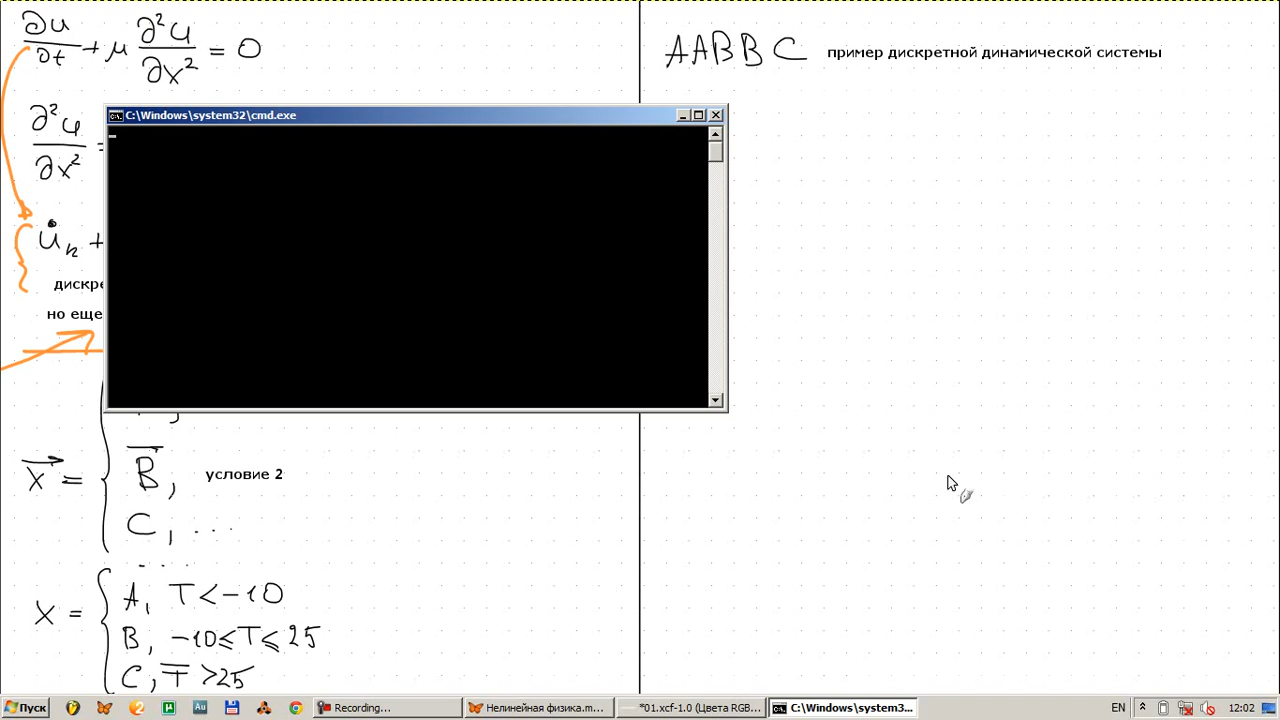 ∂u/∂t + μ ∂²u/∂x² = 0
∂²u/∂x² =
u̇ₙ +
дискре
но еще
x⃗ = {
B,
условие 2
C, ...
.....
X = {
A, T < -10
B, -10 ≤ T ≤ 25
C, T > 25
A A B B C
пример дискретной динамической системы
C:\Windows\system32\cmd.exe
Пуск
Recording...
Нелинейная физика.m...
*01.xcf-1.0 (Цвета RGB...
C:\Windows\system3...
EN
12:02